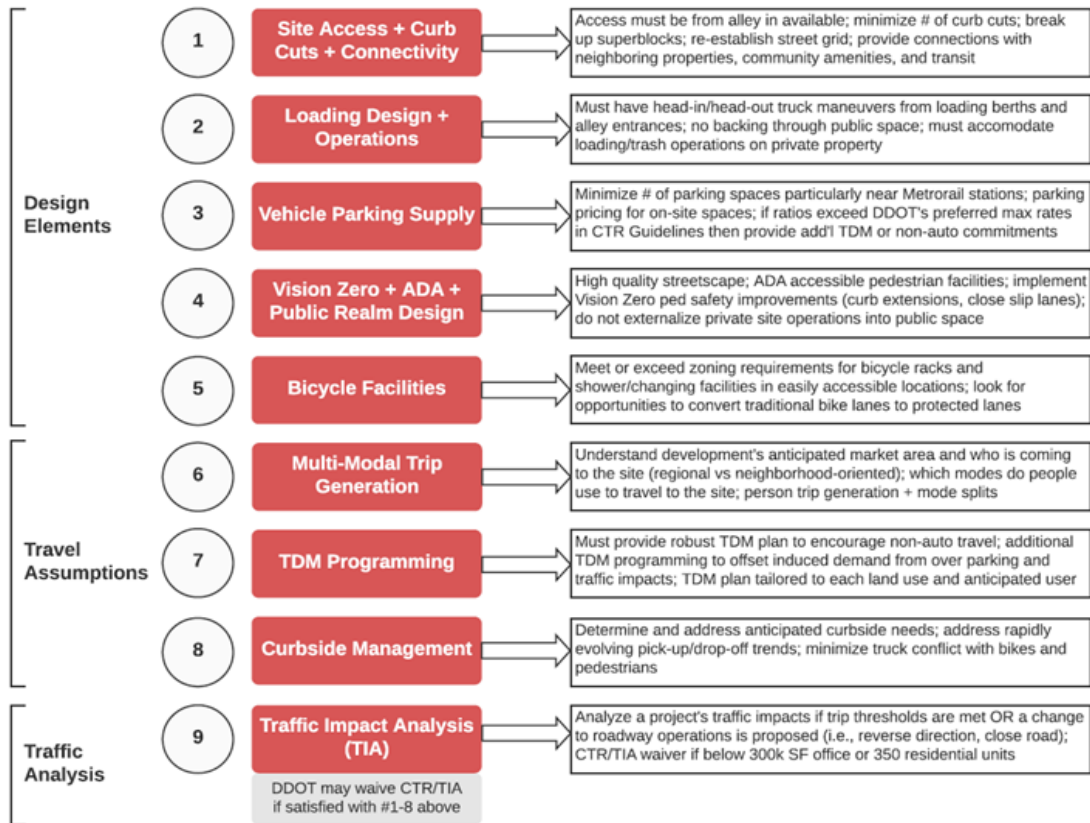 1
Site Access + Curb
Cuts + Connectivity
Access must be from alley in available; minimize # of curb cuts; break
up superblocks; re-establish street grid; provide connections with
neighboring properties, community amenities, and transit
2
Loading Design +
Operations
Must have head-in/head-out truck maneuvers from loading berths and
alley entrances; no backing through public space; must accomodate
loading/trash operations on private property
Design
Elements
3
Vehicle Parking Supply
Minimize # of parking spaces particularly near Metrorail stations; parking
pricing for on-site spaces; if ratios exceed DDOT's preferred max rates
in CTR Guidelines then provide add'l TDM or non-auto commitments
4
Vision Zero + ADA +
Public Realm Design
High quality streetscape; ADA accessible pedestrian facilities; implement
Vision Zero ped safety improvements (curb extensions, close slip lanes);
do not externalize private site operations into public space
5
Bicycle Facilities
Meet or exceed zoning requirements for bicycle racks and
shower/changing facilities in easily accessible locations; look for
opportunities to convert traditional bike lanes to protected lanes
6
Multi-Modal Trip
Generation
Understand development's anticipated market area and who is coming
to the site (regional vs neighborhood-oriented); which modes do people
use to travel to the site; person trip generation + mode splits
Travel
Assumptions
7
TDM Programming
Must provide robust TDM plan to encourage non-auto travel; additional
TDM programming to offset induced demand from over parking and
traffic impacts; TDM plan tailored to each land use and anticipated user
8
Curbside Management
Determine and address anticipated curbside needs; address rapidly
evolving pick-up/drop-off trends; minimize truck conflict with bikes and
pedestrians
Traffic
Analysis
9
Traffic Impact Analysis
(TIA)
Analyze a project's traffic impacts if trip thresholds are met OR a change
to roadway operations is proposed (i.e., reverse direction, close road);
CTR/TIA waiver if below 300k SF office or 350 residential units
DDOT may waive CTR/TIA
if satisfied with #1-8 above